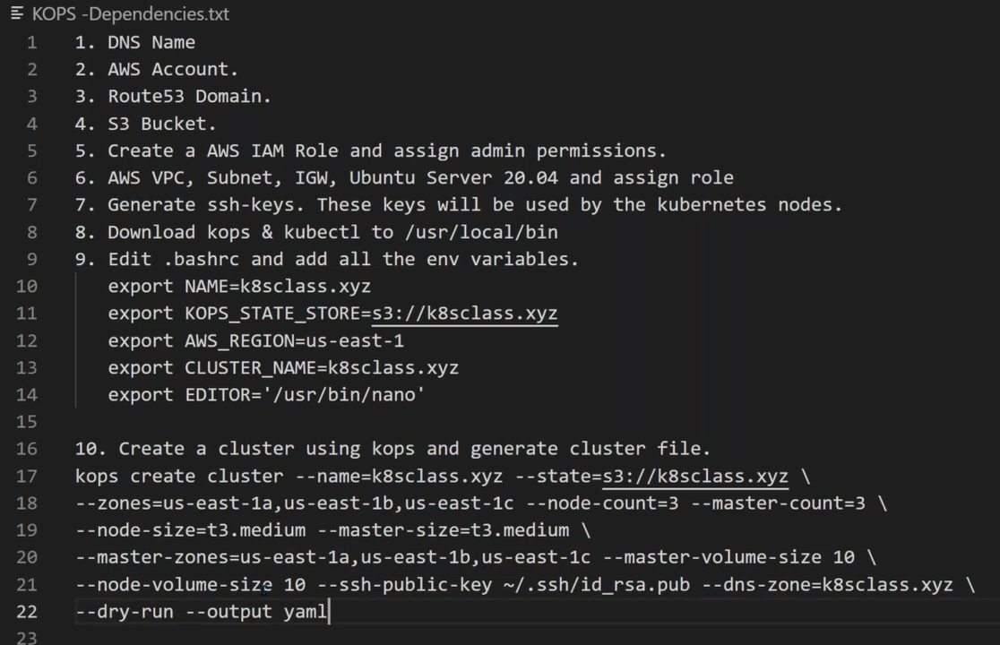 KOPS -Dependencies.txt
1 1. DNS Name
2 2. AWS Account.
3 3. Route53 Domain.
4 4. S3 Bucket.
5 5. Create a AWS IAM Role and assign admin permissions.
6 6. AWS VPC, Subnet, IGW, Ubuntu Server 20.04 and assign role
7 7. Generate ssh-keys. These keys will be used by the kubernetes nodes.
8 8. Download kops & kubectl to /usr/local/bin
9 9. Edit .bashrc and add all the env variables.
10 export NAME=k8sclass.xyz
11 export KOPS_STATE_STORE=s3://k8sclass.xyz
12 export AWS_REGION=us-east-1
13 export CLUSTER_NAME=k8sclass.xyz
14 export EDITOR='/usr/bin/nano'
15
16 10. Create a cluster using kops and generate cluster file.
17 kops create cluster --name=k8sclass.xyz --state=s3://k8sclass.xyz \
18 --zones=us-east-1a,us-east-1b,us-east-1c --node-count=3 --master-count=3 \
19 --node-size=t3.medium --master-size=t3.medium \
20 --master-zones=us-east-1a,us-east-1b,us-east-1c --master-volume-size 10 \
21 --node-volume-size 10 --ssh-public-key ~/.ssh/id_rsa.pub --dns-zone=k8sclass.xyz \
22 --dry-run --output yaml
23